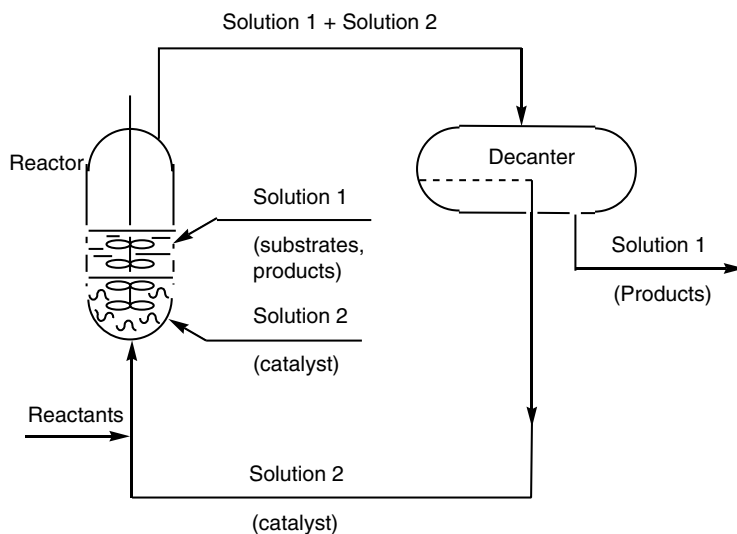 Solution 1 + Solution 2
Reactor
Decanter
Solution 1
(substrates,
products)
Solution 1
(Products)
Solution 2
(catalyst)
Reactants
Solution 2
(catalyst)